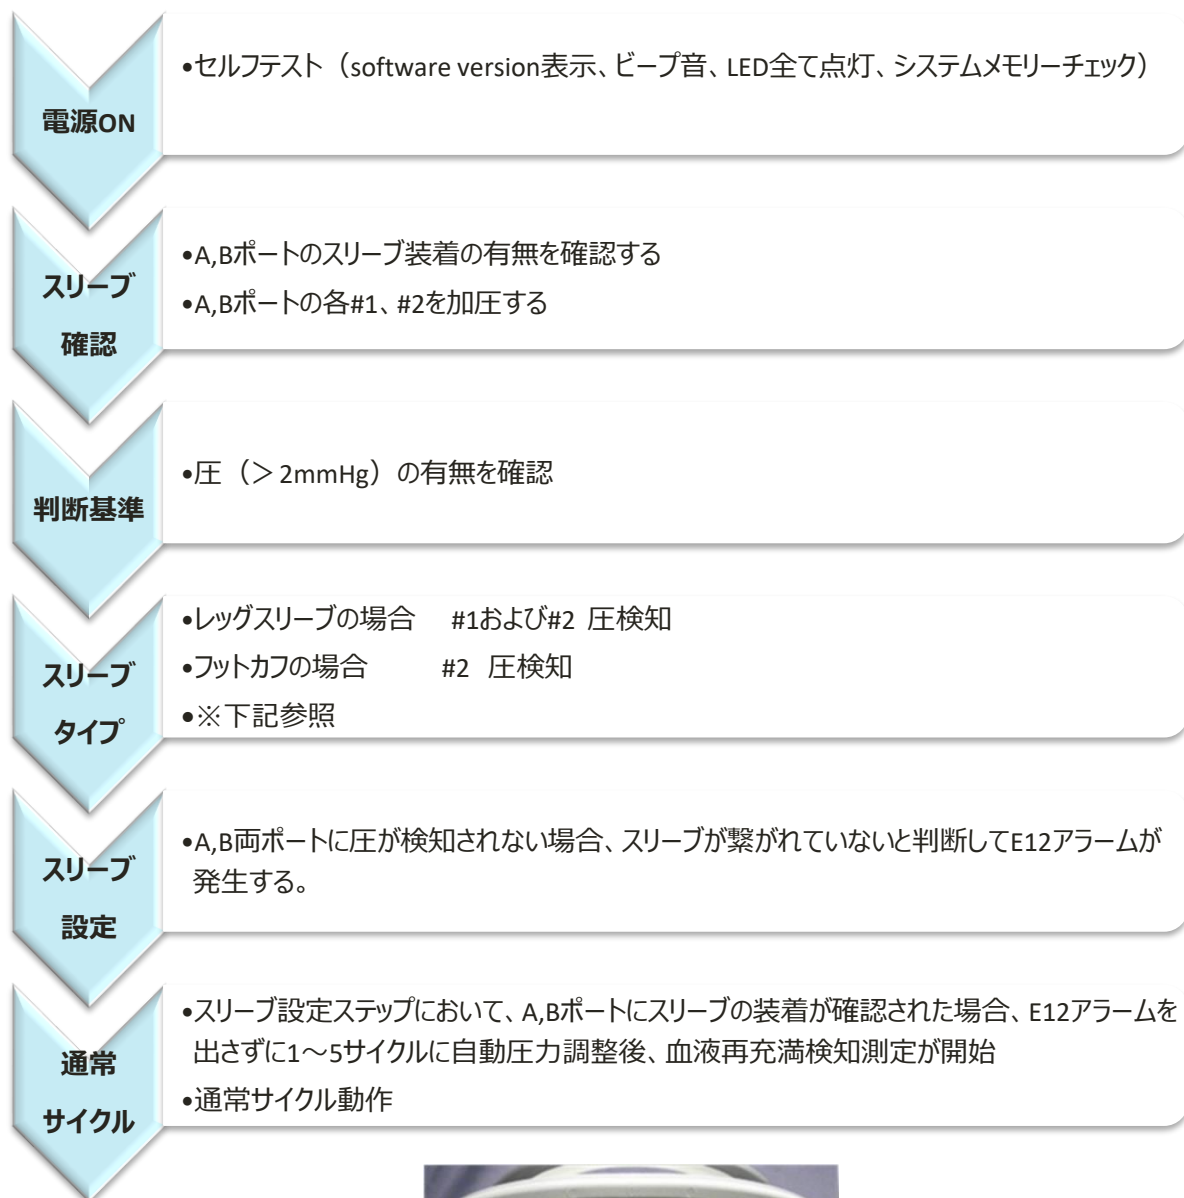 電源ON
•セルフテスト（software version表示、ビープ音、LED全て点灯、システムメモリーチェック）
スリーブ
確認
•A,Bポートのスリーブ装着の有無を確認する
•A,Bポートの各#1、#2を加圧する
判断基準
•圧（＞2mmHg）の有無を確認
スリーブ
タイプ
•レッグスリーブの場合　#1および#2 圧検知
•フットカフの場合　　　#2 圧検知
•※下記参照
スリーブ
設定
•A,B両ポートに圧が検知されない場合、スリーブが繋がれていないと判断してE12アラームが
発生する。
通常
サイクル
•スリーブ設定ステップにおいて、A,Bポートにスリーブの装着が確認された場合、E12アラームを
出さずに1～5サイクルに自動圧力調整後、血液再充満検知測定が開始
•通常サイクル動作